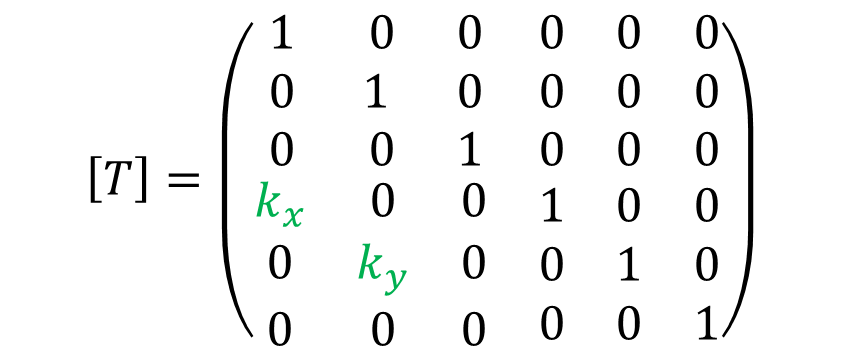 1 0 0 0 0 0
0 1 0 0 0 0
0 0 1 0 0 0
[T] = kx 0 0 1 0 0
0 ky 0 0 1 0
0 0 0 0 0 1